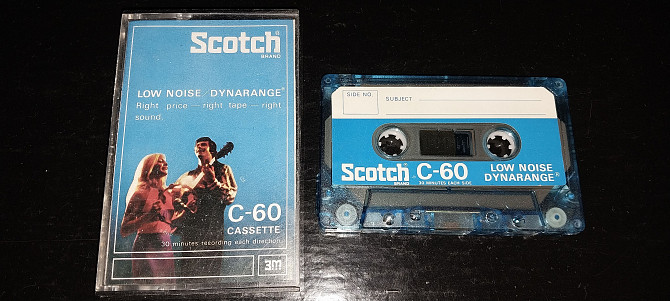 Scotch
BRAND
LOW NOISE DYNARANGE®
Right price — right tape — right
sound.
C-60
CASSETTE
30 minutes recording each direction
3M
SIDE NO.
SUBJECT
Scotch
BRAND
C-60
30 MINUTES EACH SIDE
LOW NOISE
DYNARANGE®